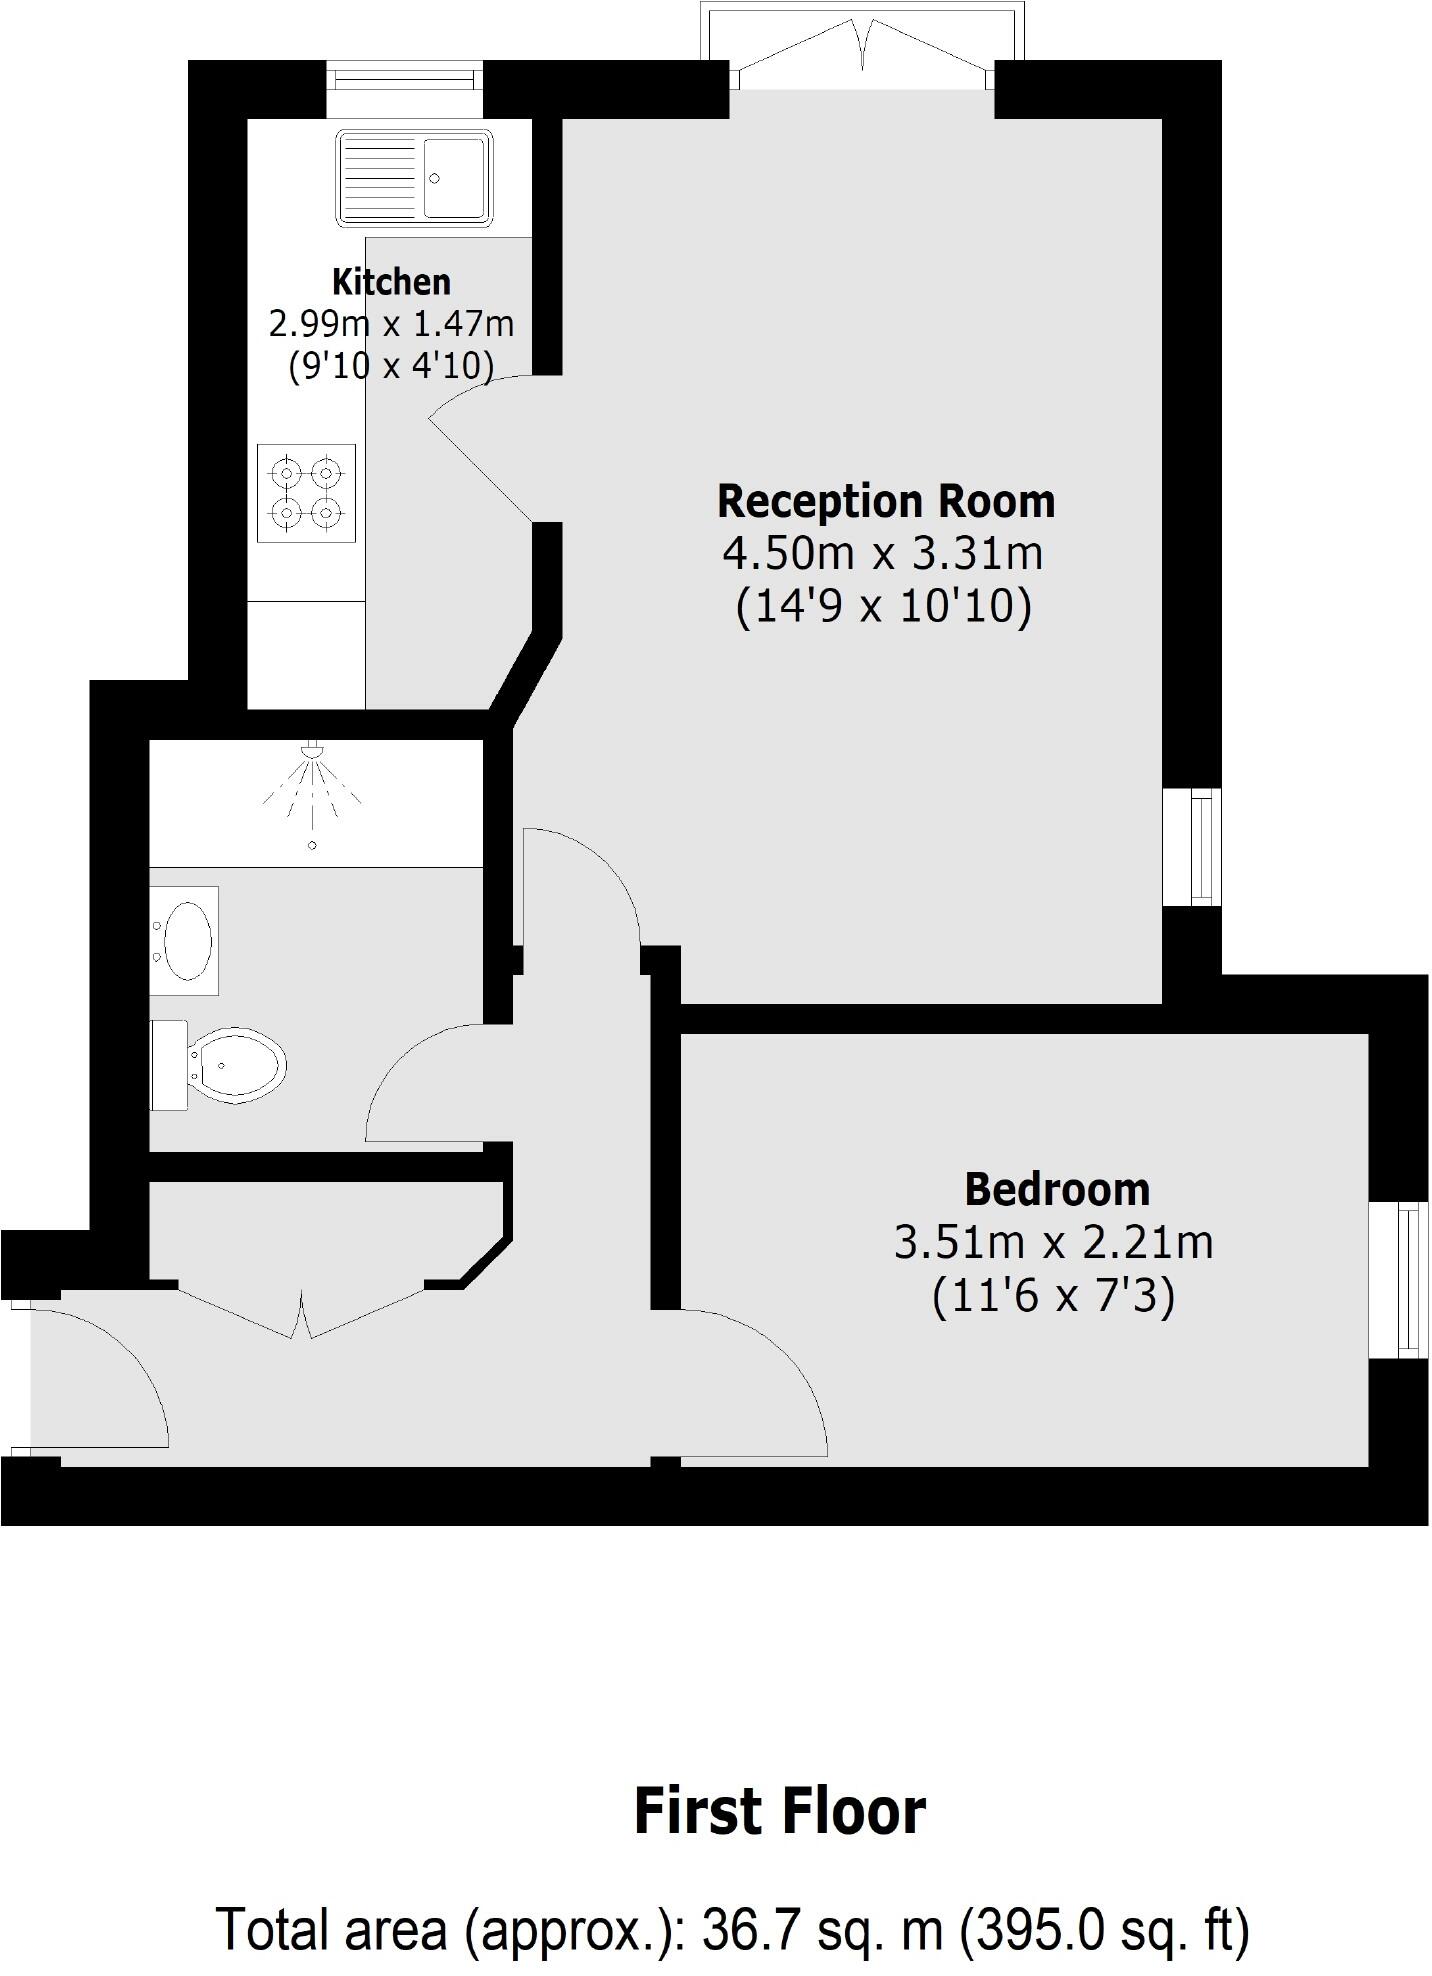 Kitchen
2.99m x 1.47m
(9'10 x 4'10)
Reception Room
4.50m x 3.31m
(14'9 x 10'10)
Bedroom
3.51m x 2.21m
(11'6 x 7'3)
First Floor
Total area (approx.): 36.7 sq. m (395.0 sq. ft)